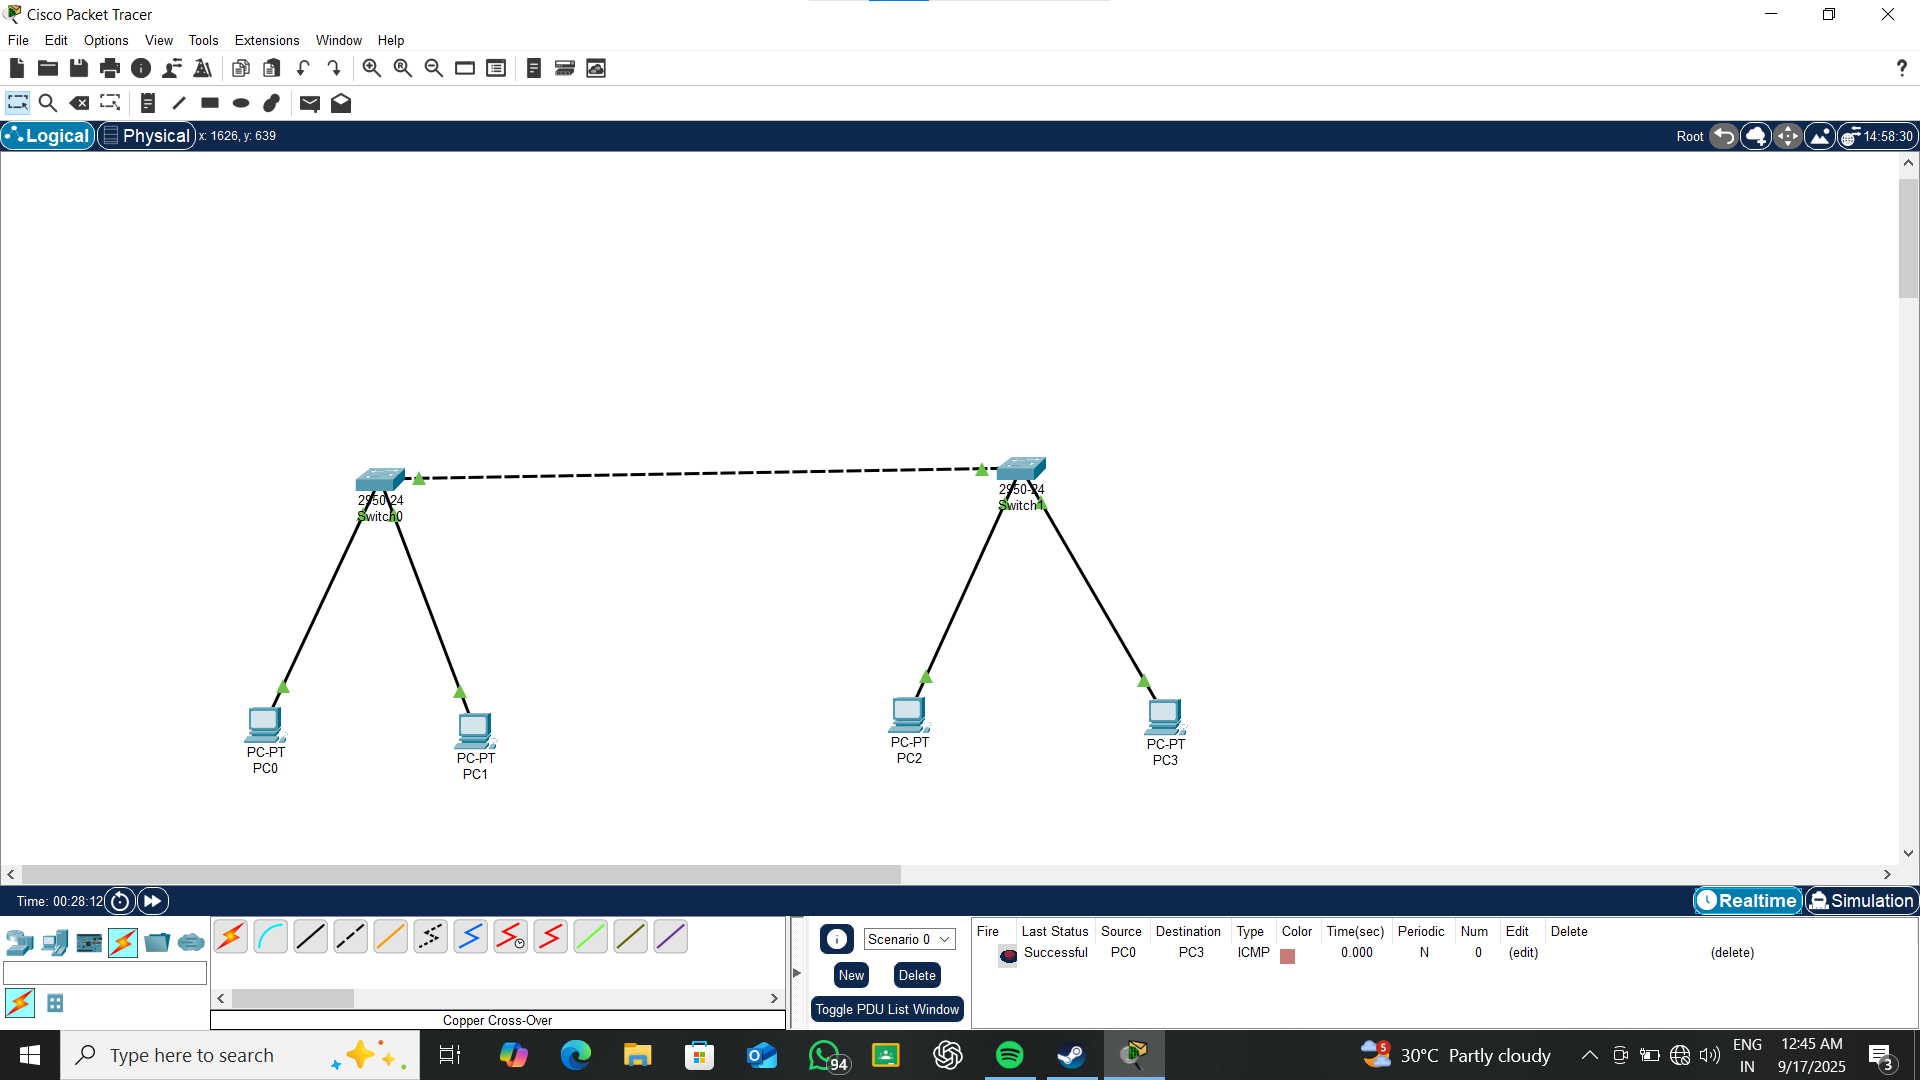 Cisco Packet Tracer
File Edit Options View Tools Extensions Window Help
?
Logical Physical x: 1626, y: 639 Root 14:58:30
2950-24
Switch0
2950-24
Switch1
PC-PT
PC0
PC-PT
PC1
PC-PT
PC2
PC-PT
PC3
Time: 00:28:12 Realtime Simulation
Scenario 0
New Delete
Toggle PDU List Window
Fire Last Status Source Destination Type Color Time(sec) Periodic Num Edit Delete
Successful PC0 PC3 ICMP 0.000 N 0 (edit) (delete)
Copper Cross-Over
Type here to search
94
5
30°C Partly cloudy
ENG
IN
12:45 AM
9/17/2025
3